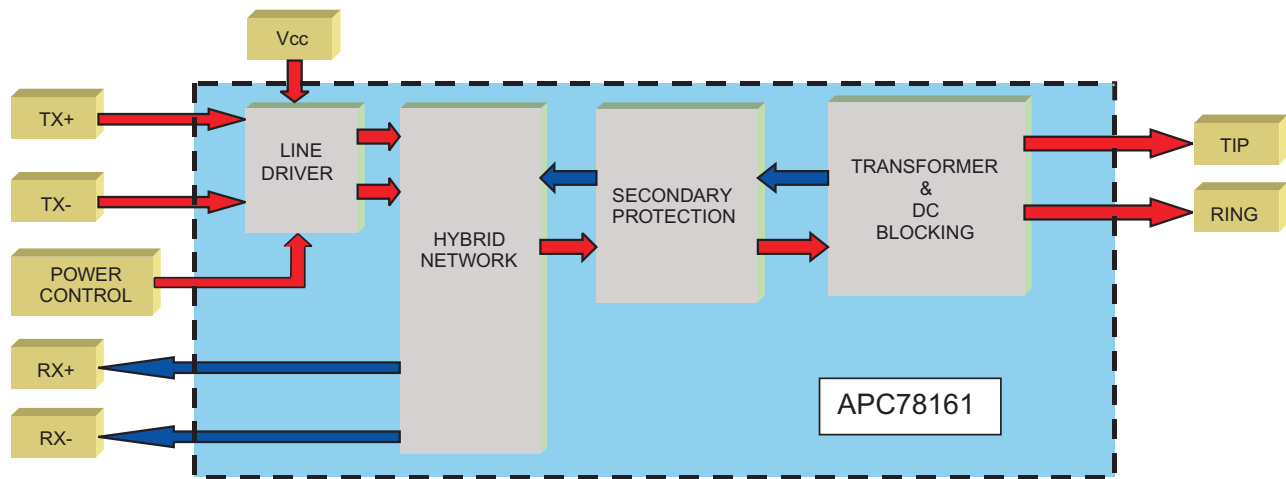 Vcc
TX+
TX-
POWER
CONTROL
RX+
RX-
LINE
DRIVER
HYBRID
NETWORK
SECONDARY
PROTECTION
TRANSFORMER
&
DC
BLOCKING
TIP
RING
APC78161